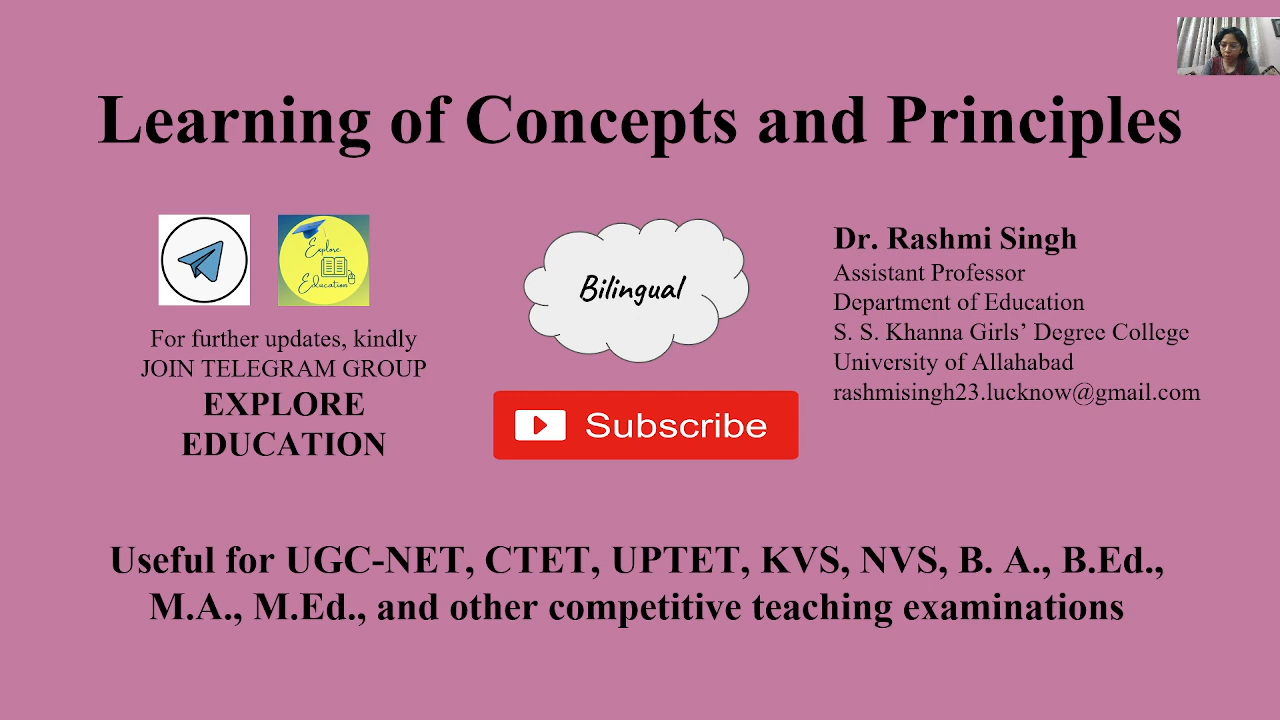 Learning of Concepts and Principles
Explore
Education
For further updates, kindly
JOIN TELEGRAM GROUP
EXPLORE
EDUCATION
Bilingual
Subscribe
Dr. Rashmi Singh
Assistant Professor
Department of Education
S. S. Khanna Girls’ Degree College
University of Allahabad
rashmisingh23.lucknow@gmail.com
Useful for UGC-NET, CTET, UPTET, KVS, NVS, B. A., B.Ed.,
M.A., M.Ed., and other competitive teaching examinations